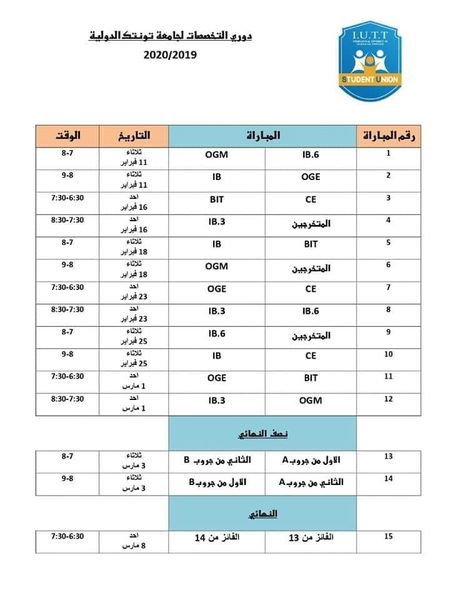 دوري التخصصات لجامعة تونتك الدولية
2020/2019
I.U.T.T
STUDENT UNION
رقم المباراة المباراة التاريخ الوقت
1 IB.6 OGM ثلاثاء 11 فبراير 8-7
2 OGE IB ثلاثاء 11 فبراير 9-8
3 CE BIT احد 16 فبراير 7:30-6:30
4 المتخرجين IB.3 احد 16 فبراير 8:30-7:30
5 BIT IB ثلاثاء 18 فبراير 8-7
6 المتخرجين OGM ثلاثاء 18 فبراير 9-8
7 CE OGE احد 23 فبراير 7:30-6:30
8 IB.6 IB.3 احد 23 فبراير 8:30-7:30
9 المتخرجين IB.6 ثلاثاء 25 فبراير 8-7
10 CE IB ثلاثاء 25 فبراير 9-8
11 BIT OGE احد 1 مارس 7:30-6:30
12 OGM IB.3 احد 1 مارس 8:30-7:30
نصف النهائي
13 الاول من جروب A الثاني من جروب B ثلاثاء 3 مارس 8-7
14 الثاني من جروب A الاول من جروب B ثلاثاء 3 مارس 9-8
النهائي
15 الفائز من 13 الفائز من 14 احد 8 مارس 7:30-6:30